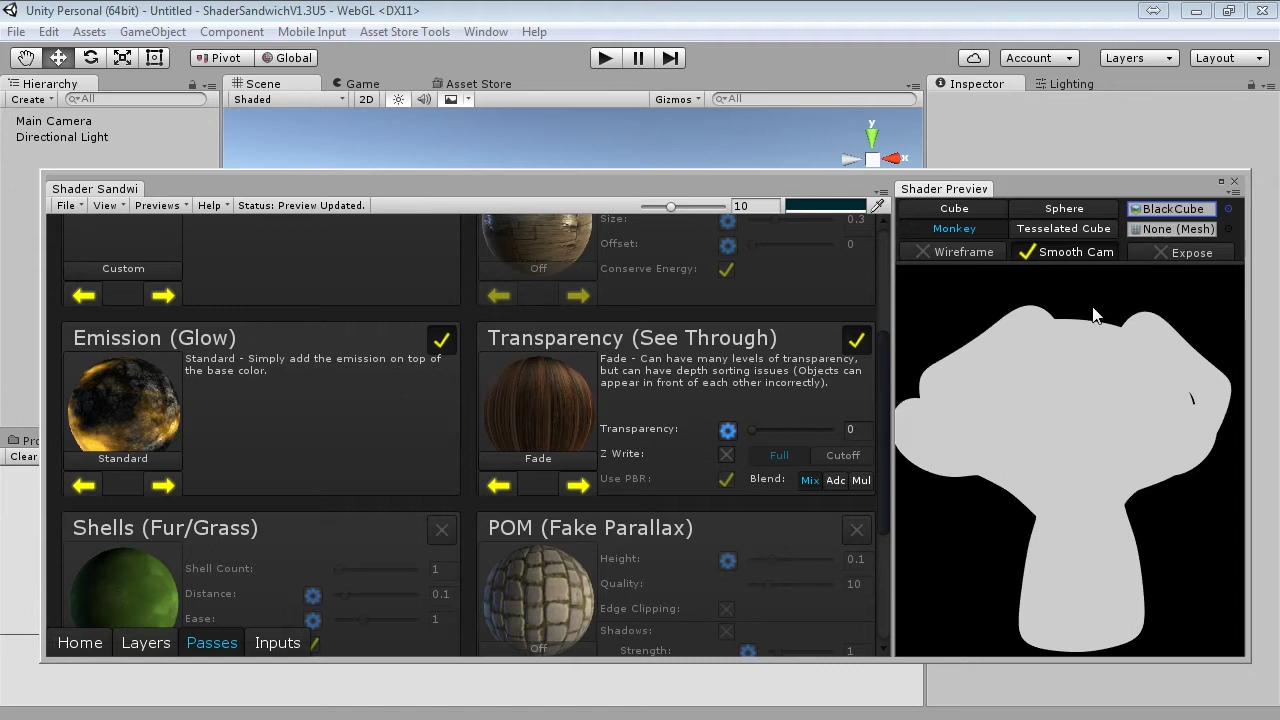 Unity Personal (64bit) - Untitled - ShaderSandwichV1.3U5 - WebGL <DX11>
File Edit Assets GameObject Component Mobile Input Asset Store Tools Window Help
Pivot Global Account Layers Layout
Hierarchy Scene Game Asset Store Inspector Lighting
Create All Shaded 2D Gizmos All
Main Camera
Directional Light
y
x
Shader Sandwi Shader Preview
File View Previews Help Status: Preview Updated. 10
Cube Sphere BlackCube
Monkey Tesselated Cube None (Mesh)
Wireframe Smooth Cam Expose
Size: 0.3
Offset: 0
Custom Off Conserve Energy:
Emission (Glow)
Standard - Simply add the emission on top of
the base color.
Standard
Transparency (See Through)
Fade - Can have many levels of transparency,
but can have depth sorting issues (Objects can
appear in front of each other incorrectly).
Transparency: 0
Z Write: Full Cutoff
Fade
Use PBR: Blend: Mix Add Mul
Pro
Clear
Shells (Fur/Grass)
Shell Count: 1
Distance: 0.1
Ease: 1
POM (Fake Parallax)
Height: 0.1
Quality: 10
Edge Clipping:
Shadows:
Off Strength: 1
Home Layers Passes Inputs